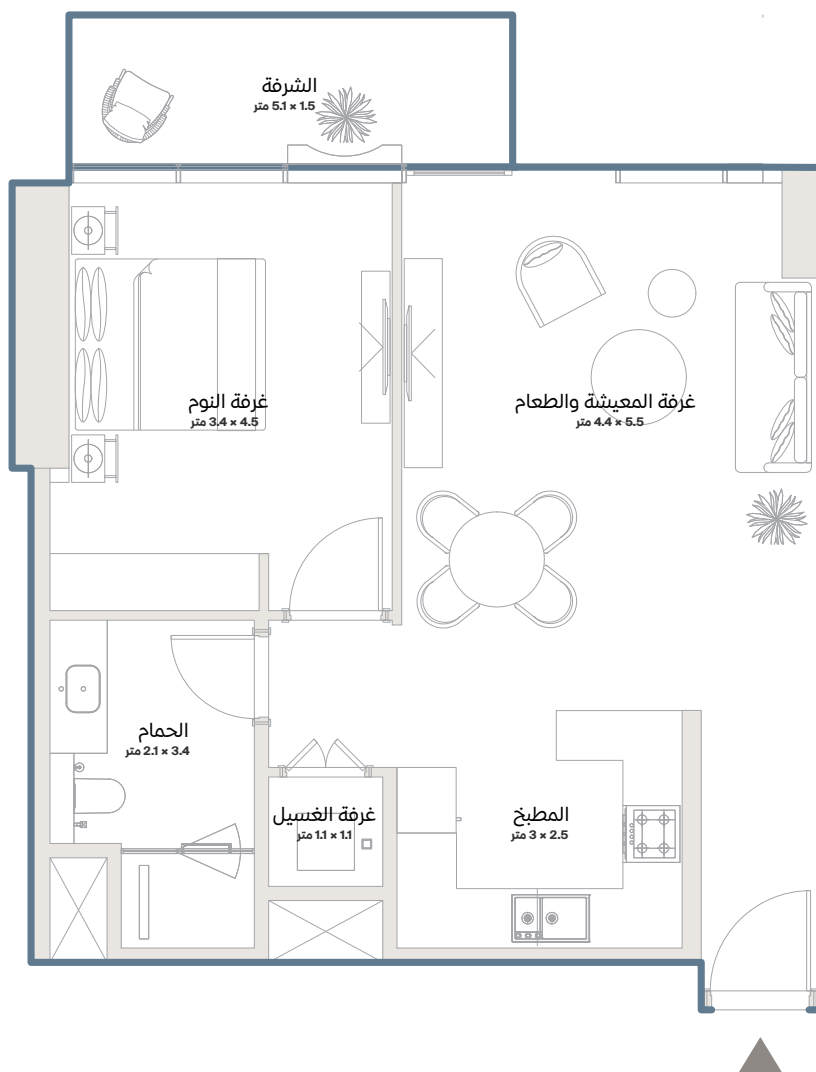 الشرفة
5.1 × 1.5 متر
غرفة النوم
3.4 × 4.5 متر
غرفة المعيشة والطعام
4.4 × 5.5 متر
الحمام
2.1 × 3.4 متر
غرفة الغسيل
1.1 × 1.1 متر
المطبخ
3 × 2.5 متر